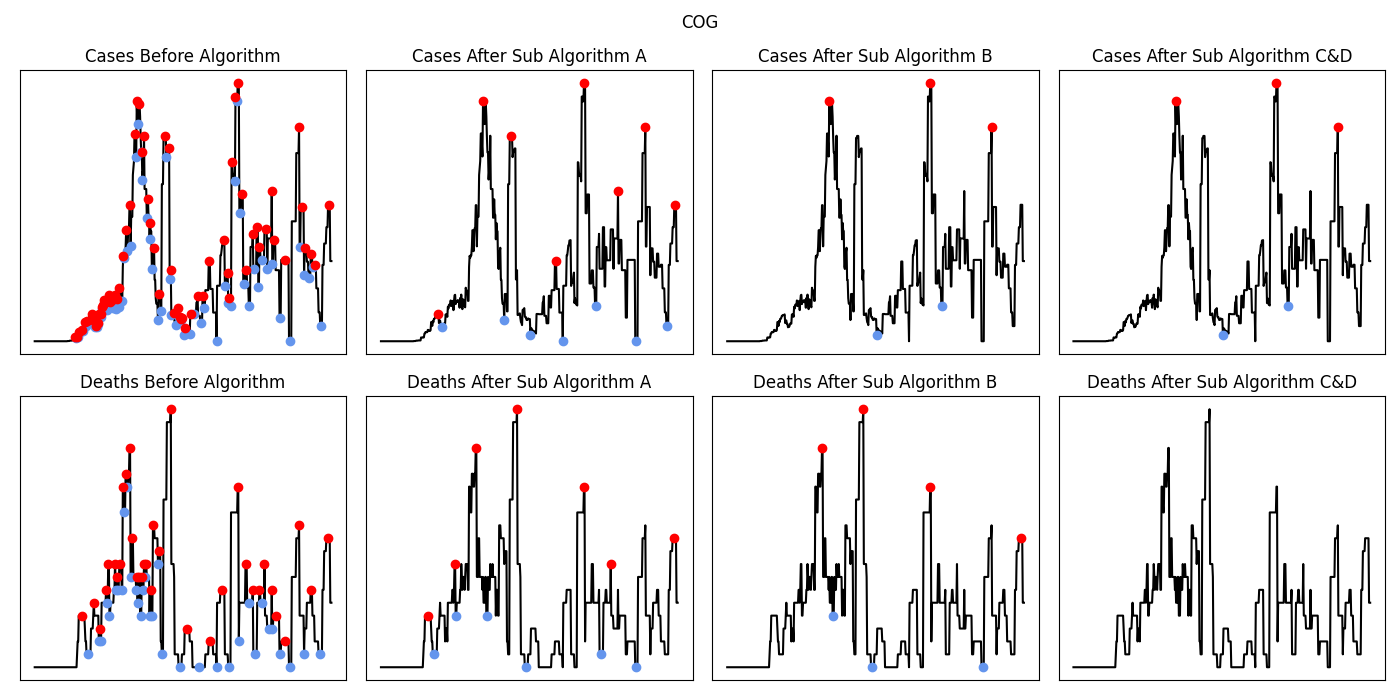 COG
Cases Before Algorithm
Cases After Sub Algorithm A
Cases After Sub Algorithm B
Cases After Sub Algorithm C&D
Deaths Before Algorithm
Deaths After Sub Algorithm A
Deaths After Sub Algorithm B
Deaths After Sub Algorithm C&D